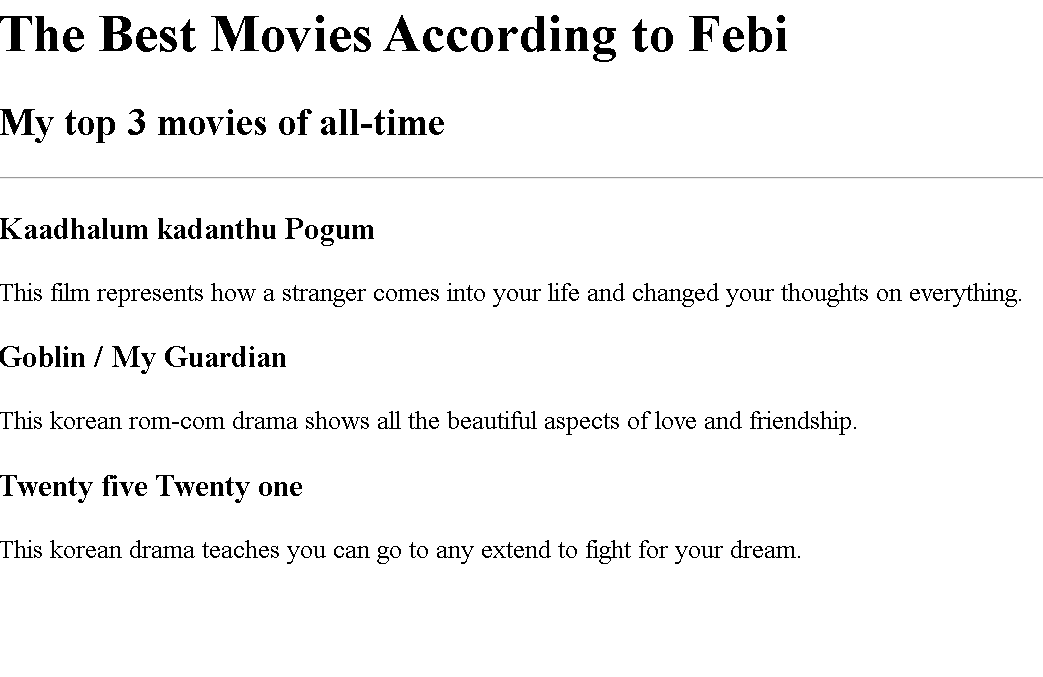 The Best Movies According to Febi
My top 3 movies of all-time
Kaadhalum kadanthu Pogum
This film represents how a stranger comes into your life and changed your thoughts on everything.
Goblin / My Guardian
This korean rom-com drama shows all the beautiful aspects of love and friendship.
Twenty five Twenty one
This korean drama teaches you can go to any extend to fight for your dream.